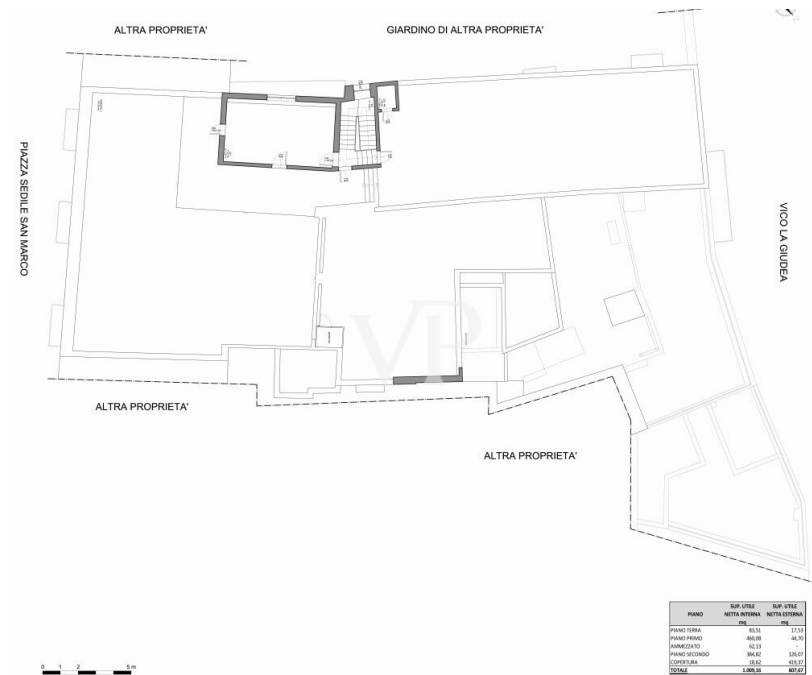 ALTRA PROPRIETA'
GIARDINO DI ALTRA PROPRIETA'
PIAZZA SEDILE SAN MARCO
VICO LA GIUDEA
VP
ALTRA PROPRIETA'
ALTRA PROPRIETA'
PIANO SUP. UTILE NETTA INTERNA mq SUP. UTILE NETTA ESTERNA mq
PIANO TERRA 83,51 17,53
PIANO PRIMO 460,08 44,70
AMMEZZATO 62,13 -
PIANO SECONDO 384,82 126,07
COPERTURA 18,62 419,37
TOTALE 1.009,16 607,67
0 1 2 5 m